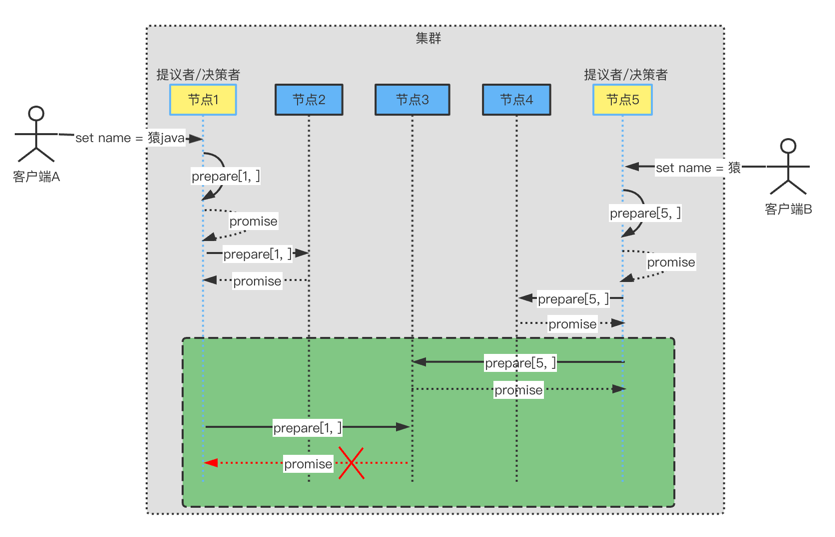 集群
提议者/决策者
提议者/决策者
节点1
节点2
节点3
节点4
节点5
set name = 猿java
客户端A
set name = 猿
客户端B
prepare[1, ]
promise
prepare[1, ]
promise
prepare[5, ]
promise
prepare[5, ]
promise
prepare[5, ]
promise
prepare[1, ]
promise